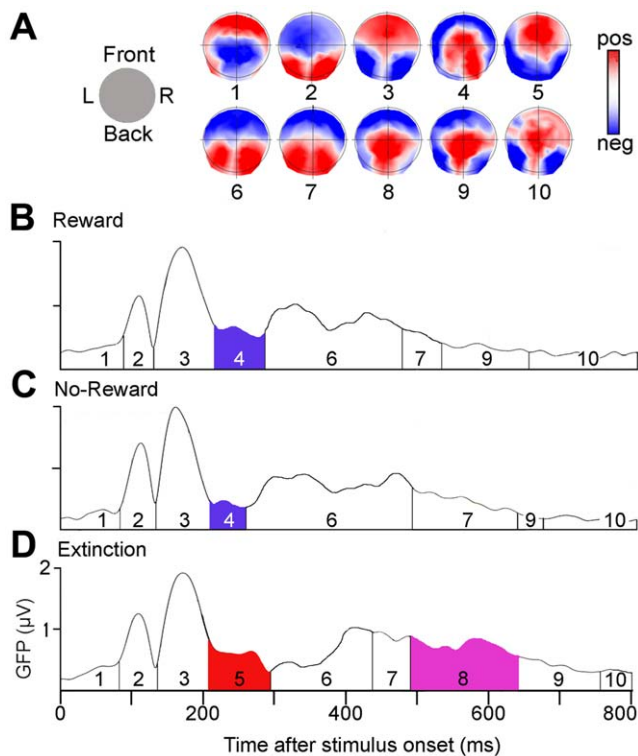 A
Front
L R
Back
1 2 3 4 5
6 7 8 9 10
pos
neg
B Reward
1 2 3 4 6 7 9 10
C No-Reward
1 2 3 4 6 7 9 10
D Extinction
2
1
GFP (µV)
1 2 3 5 6 7 8 9 10
0 200 400 600 800
Time after stimulus onset (ms)